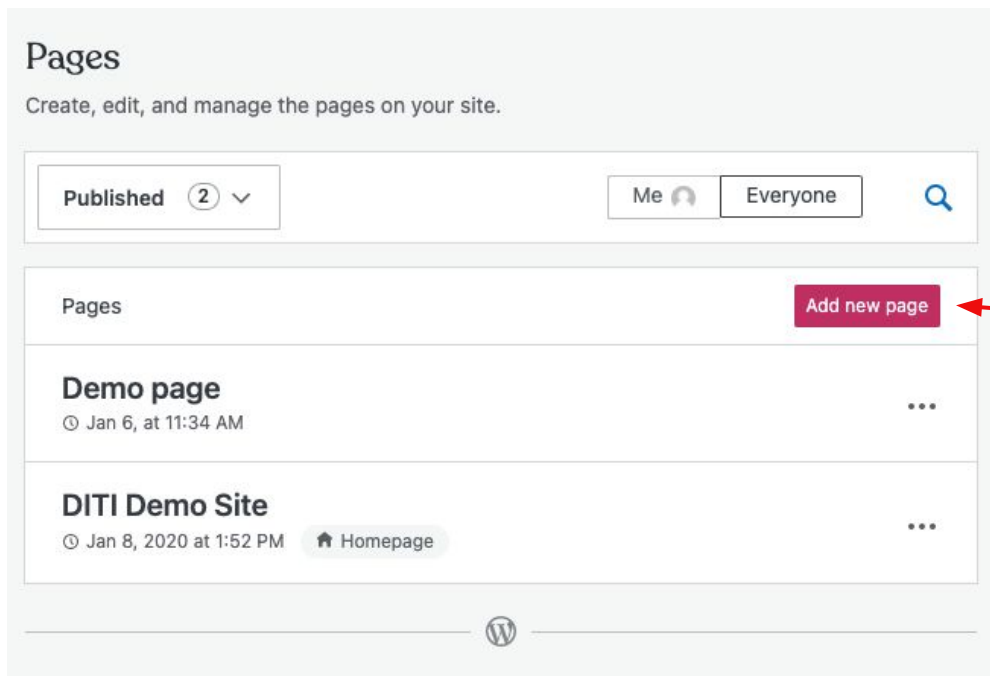 Pages
Create, edit, and manage the pages on your site.
Published 2 Me Everyone
Pages Add new page
Demo page
Jan 6, at 11:34 AM
DITI Demo Site
Jan 8, 2020 at 1:52 PM Homepage